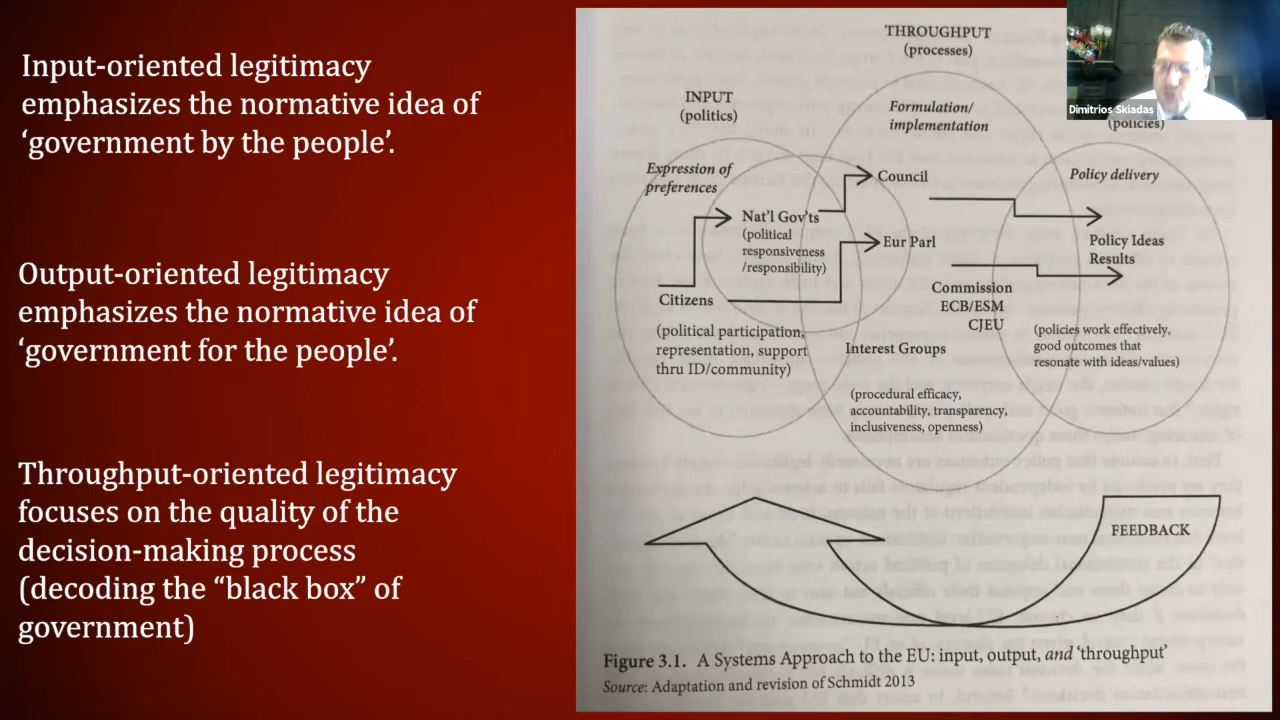 Input-oriented legitimacy
emphasizes the normative idea of
‘government by the people’.
Output-oriented legitimacy
emphasizes the normative idea of
‘government for the people’.
Throughput-oriented legitimacy
focuses on the quality of the
decision-making process
(decoding the “black box” of
government)
THROUGHPUT
(processes)
INPUT
(politics)
Formulation/
implementation
(policies)
Expression of
preferences
Policy delivery
Council
Nat’l Gov’ts
(political
responsiveness
/responsibility)
Eur Parl
Policy Ideas
Results
Citizens
Commission
ECB/ESM
CJEU
(political participation,
representation, support
thru ID/community)
Interest Groups
(policies work effectively,
good outcomes that
resonate with ideas/values)
(procedural efficacy,
accountability, transparency,
inclusiveness, openness)
FEEDBACK
Figure 3.1. A Systems Approach to the EU: input, output, and ‘throughput’
Source: Adaptation and revision of Schmidt 2013
Dimitrios Skiadas